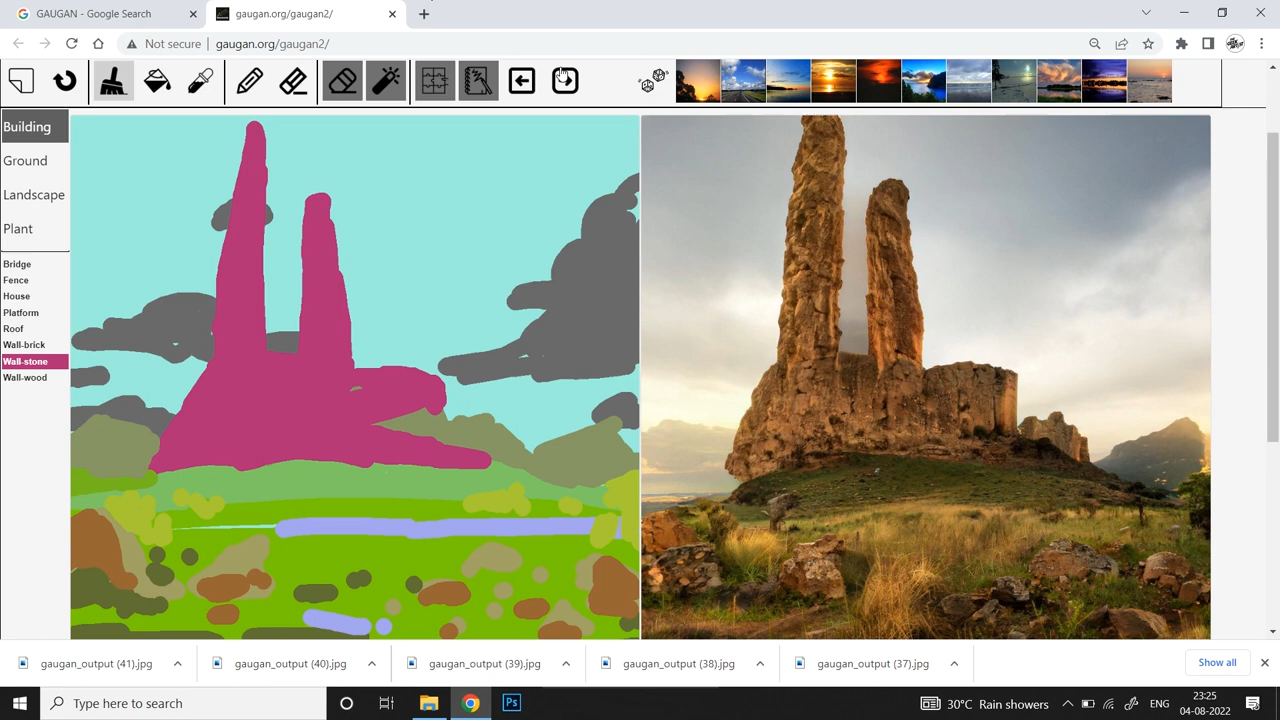 GAUGAN - Google Search
gaugan.org/gaugan2/
Not secure gaugan.org/gaugan2/
Building
Ground
Landscape
Plant
Bridge
Fence
House
Platform
Roof
Wall-brick
Wall-stone
Wall-wood
gaugan_output (41).jpg
gaugan_output (40).jpg
gaugan_output (39).jpg
gaugan_output (38).jpg
gaugan_output (37).jpg
Show all
Type here to search
Ps
30°C Rain showers
ENG
23:25
04-08-2022